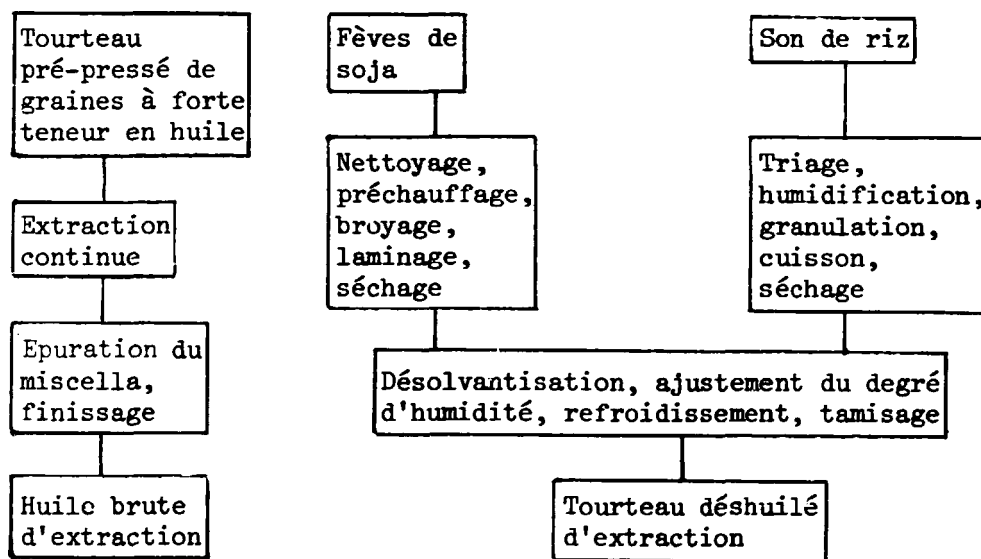 Tourteau
pré-pressé de
graines à forte
teneur en huile
Fèves de
soja
Son de riz
Nettoyage,
préchauffage,
broyage,
laminage,
séchage
Triage,
humidification,
granulation,
cuisson,
séchage
Extraction
continue
Epuration du
miscella,
finissage
Désolvantisation, ajustement du degré
d'humidité, refroidissement, tamisage
Huile brute
d'extraction
Tourteau déshuilé
d'extraction